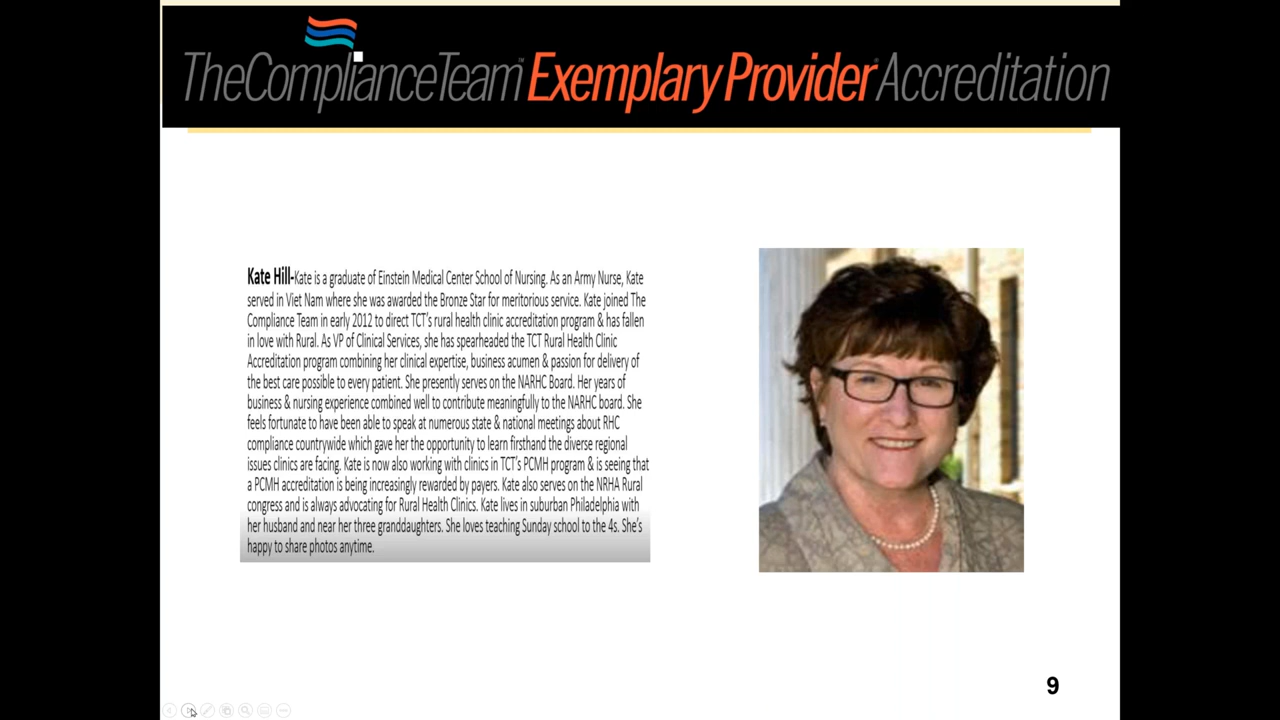 TheComplianceTeam™ Exemplary Provider® Accreditation
Kate Hill-Kate is a graduate of Einstein Medical Center School of Nursing. As an Army Nurse, Kate
served in Viet Nam where she was awarded the Bronze Star for meritorious service. Kate joined The
Compliance Team in early 2012 to direct TCT's rural health clinic accreditation program & has fallen
in love with Rural. As VP of Clinical Services, she has spearheaded the TCT Rural Health Clinic
Accreditation program combining her clinical expertise, business acumen & passion for delivery of
the best care possible to every patient. She presently serves on the NARHC Board. Her years of
business & nursing experience combined well to contribute meaningfully to the NARHC board. She
feels fortunate to have been able to speak at numerous state & national meetings about RHC
compliance countrywide which gave her the opportunity to learn firsthand the diverse regional
issues clinics are facing. Kate is now also working with clinics in TCT's PCMH program & is seeing that
a PCMH accreditation is being increasingly rewarded by payers. Kate also serves on the NRHA Rural
congress and is always advocating for Rural Health Clinics. Kate lives in suburban Philadelphia with
her husband and near her three granddaughters. She loves teaching Sunday school to the 4s. She's
happy to share photos anytime.
9